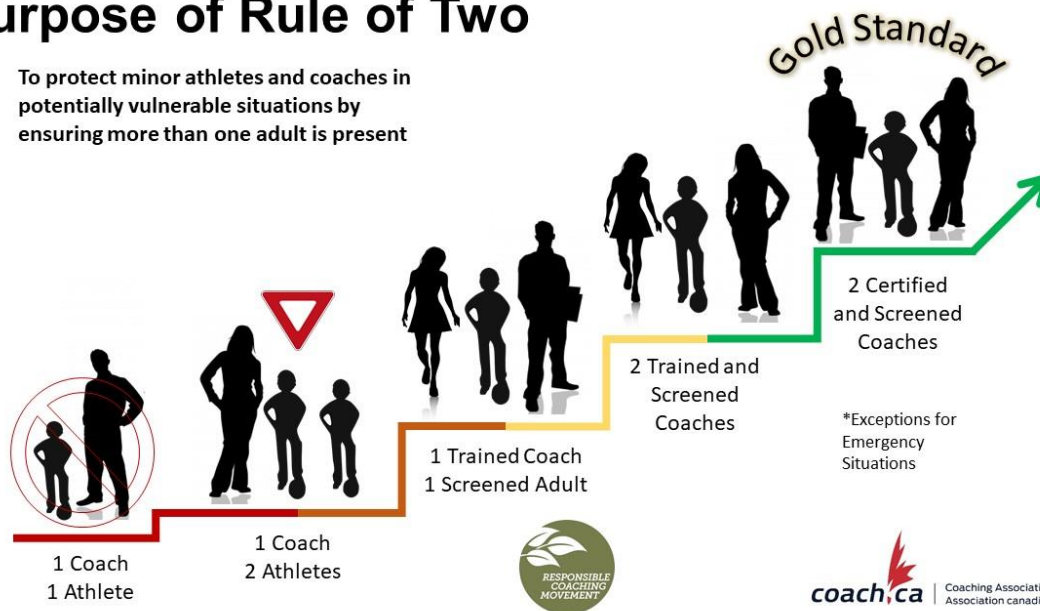 urpose of Rule of Two
To protect minor athletes and coaches in
potentially vulnerable situations by
ensuring more than one adult is present
Gold Standard
2 Certified
and Screened
Coaches
2 Trained and
Screened
Coaches
*Exceptions for
Emergency
Situations
1 Trained Coach
1 Screened Adult
1 Coach
2 Athletes
1 Coach
1 Athlete
RESPONSIBLE
COACHING
MOVEMENT
coach.ca
Coaching Associati
Association canadi